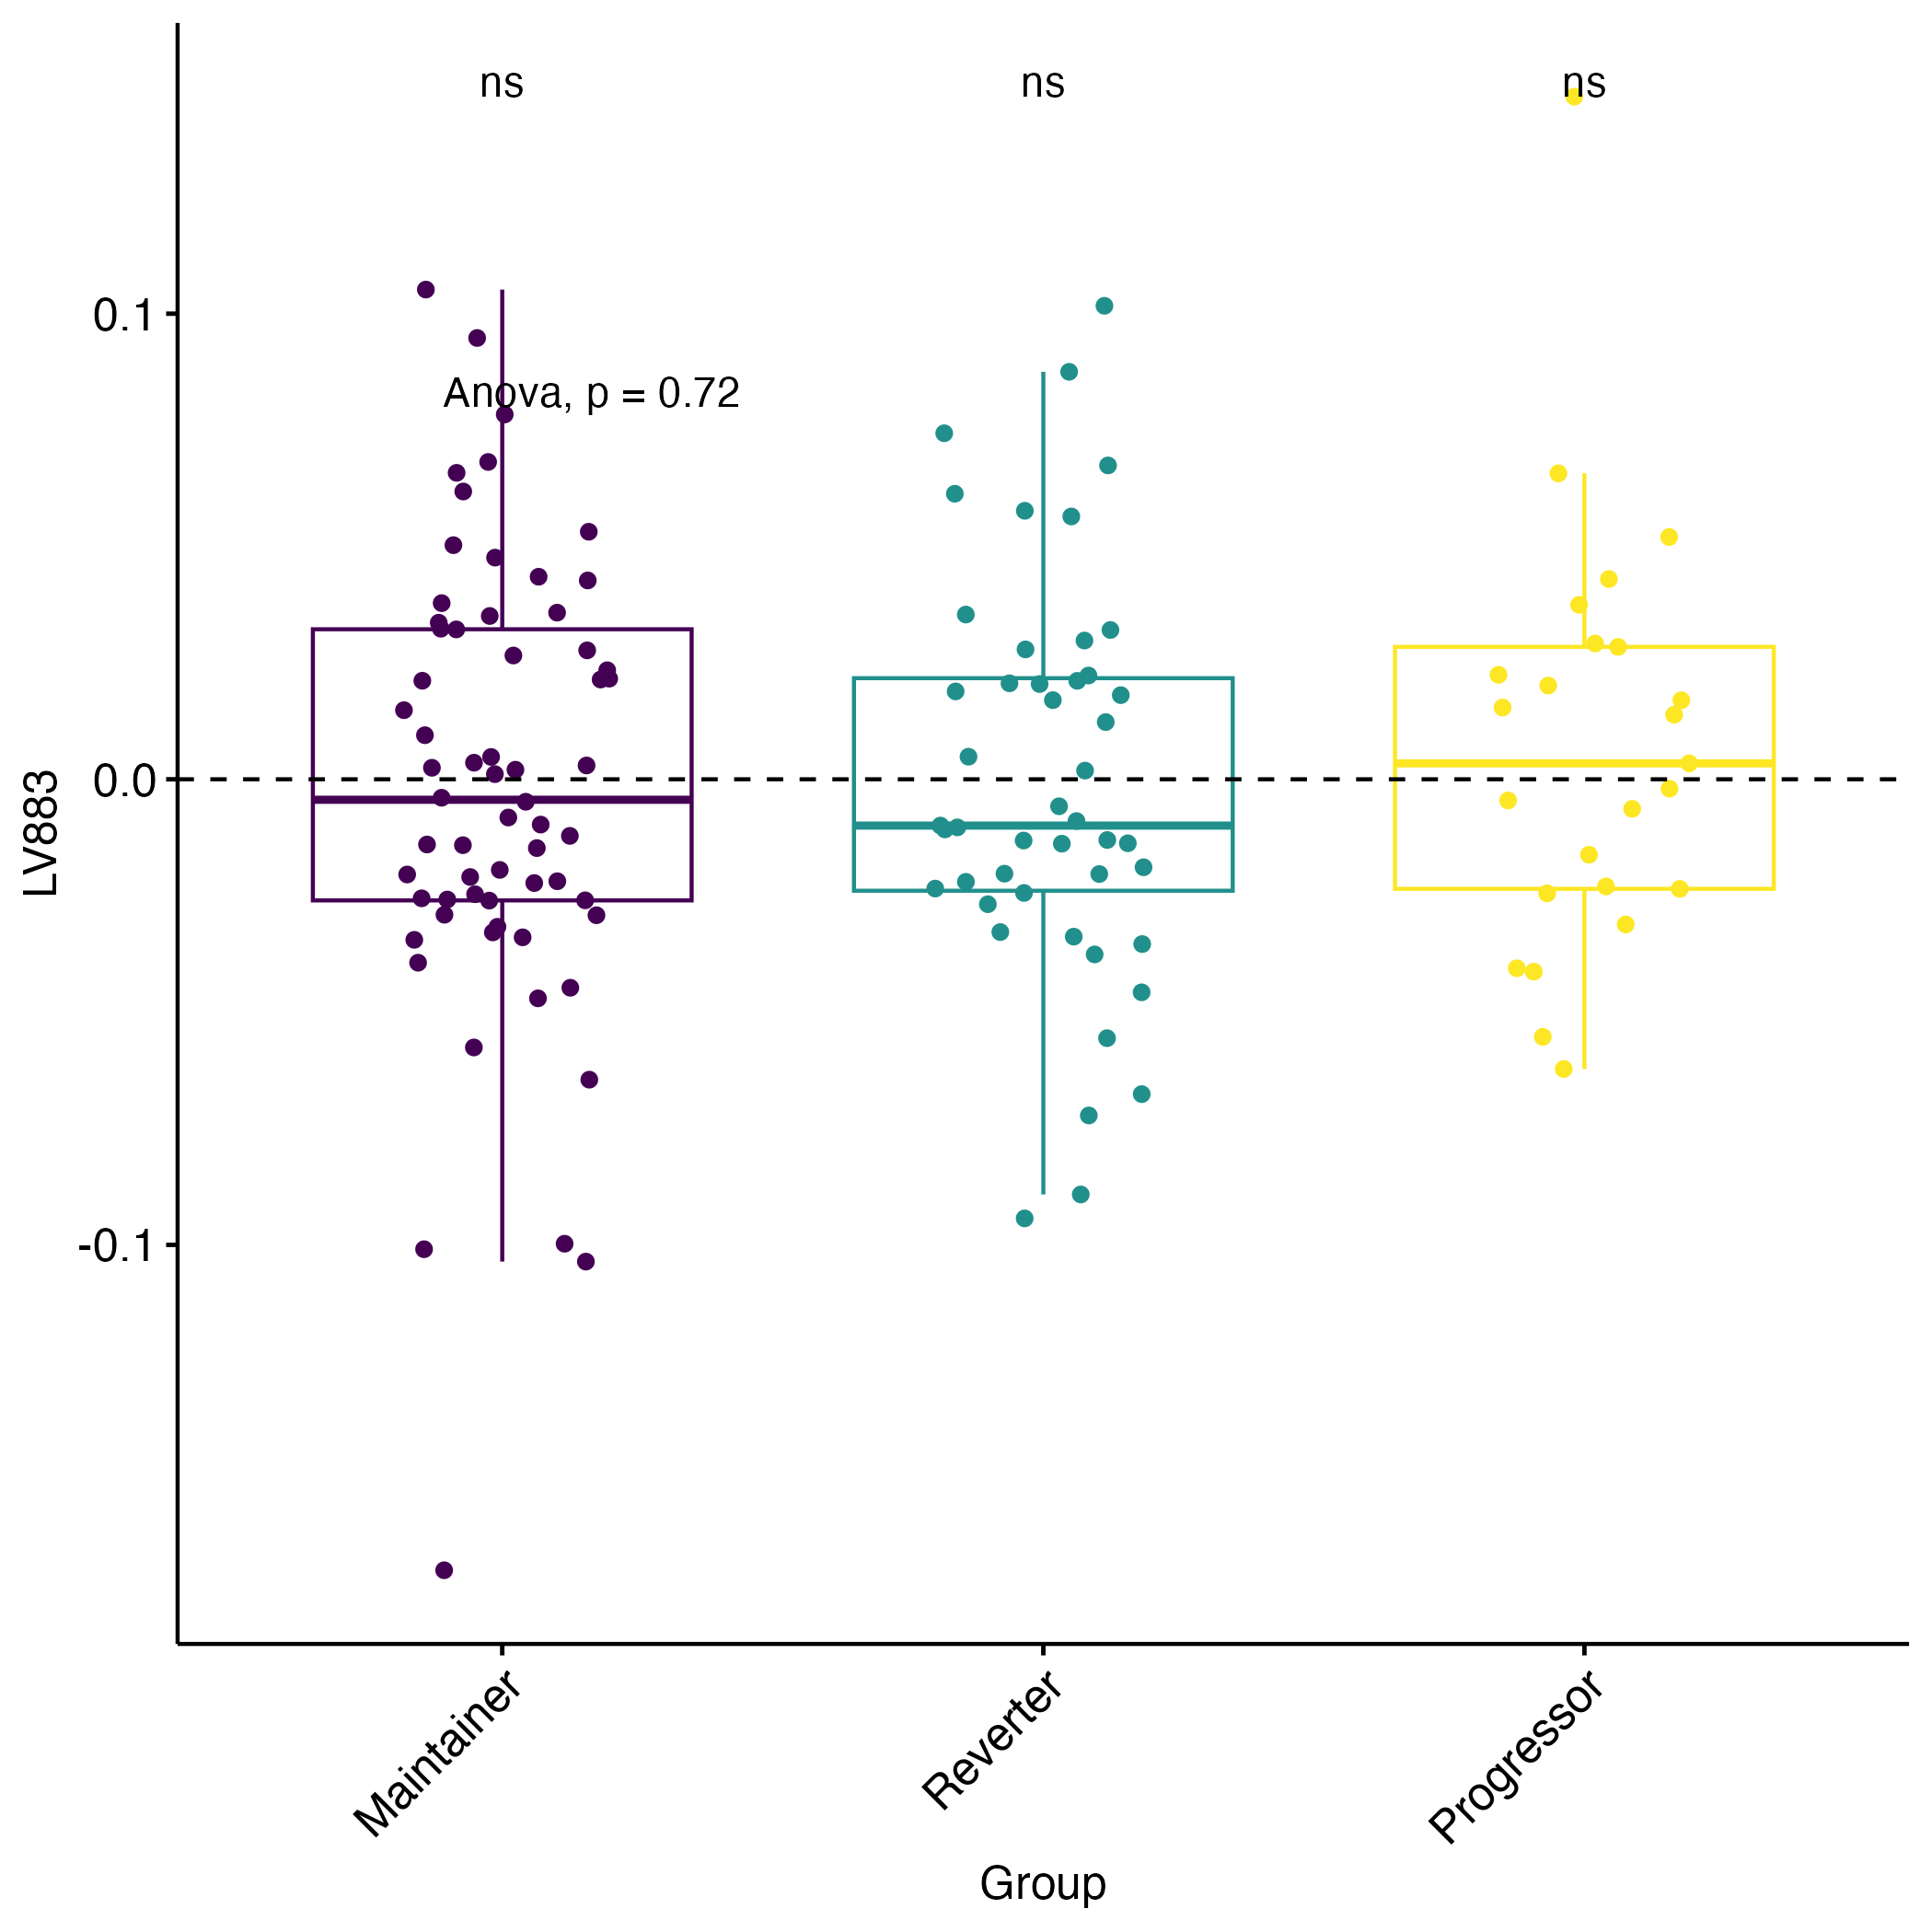 ns ns ns
0.1
Anova, p = 0.72
0.0
LV883
-0.1
Maintainer Reverter Progressor
Group